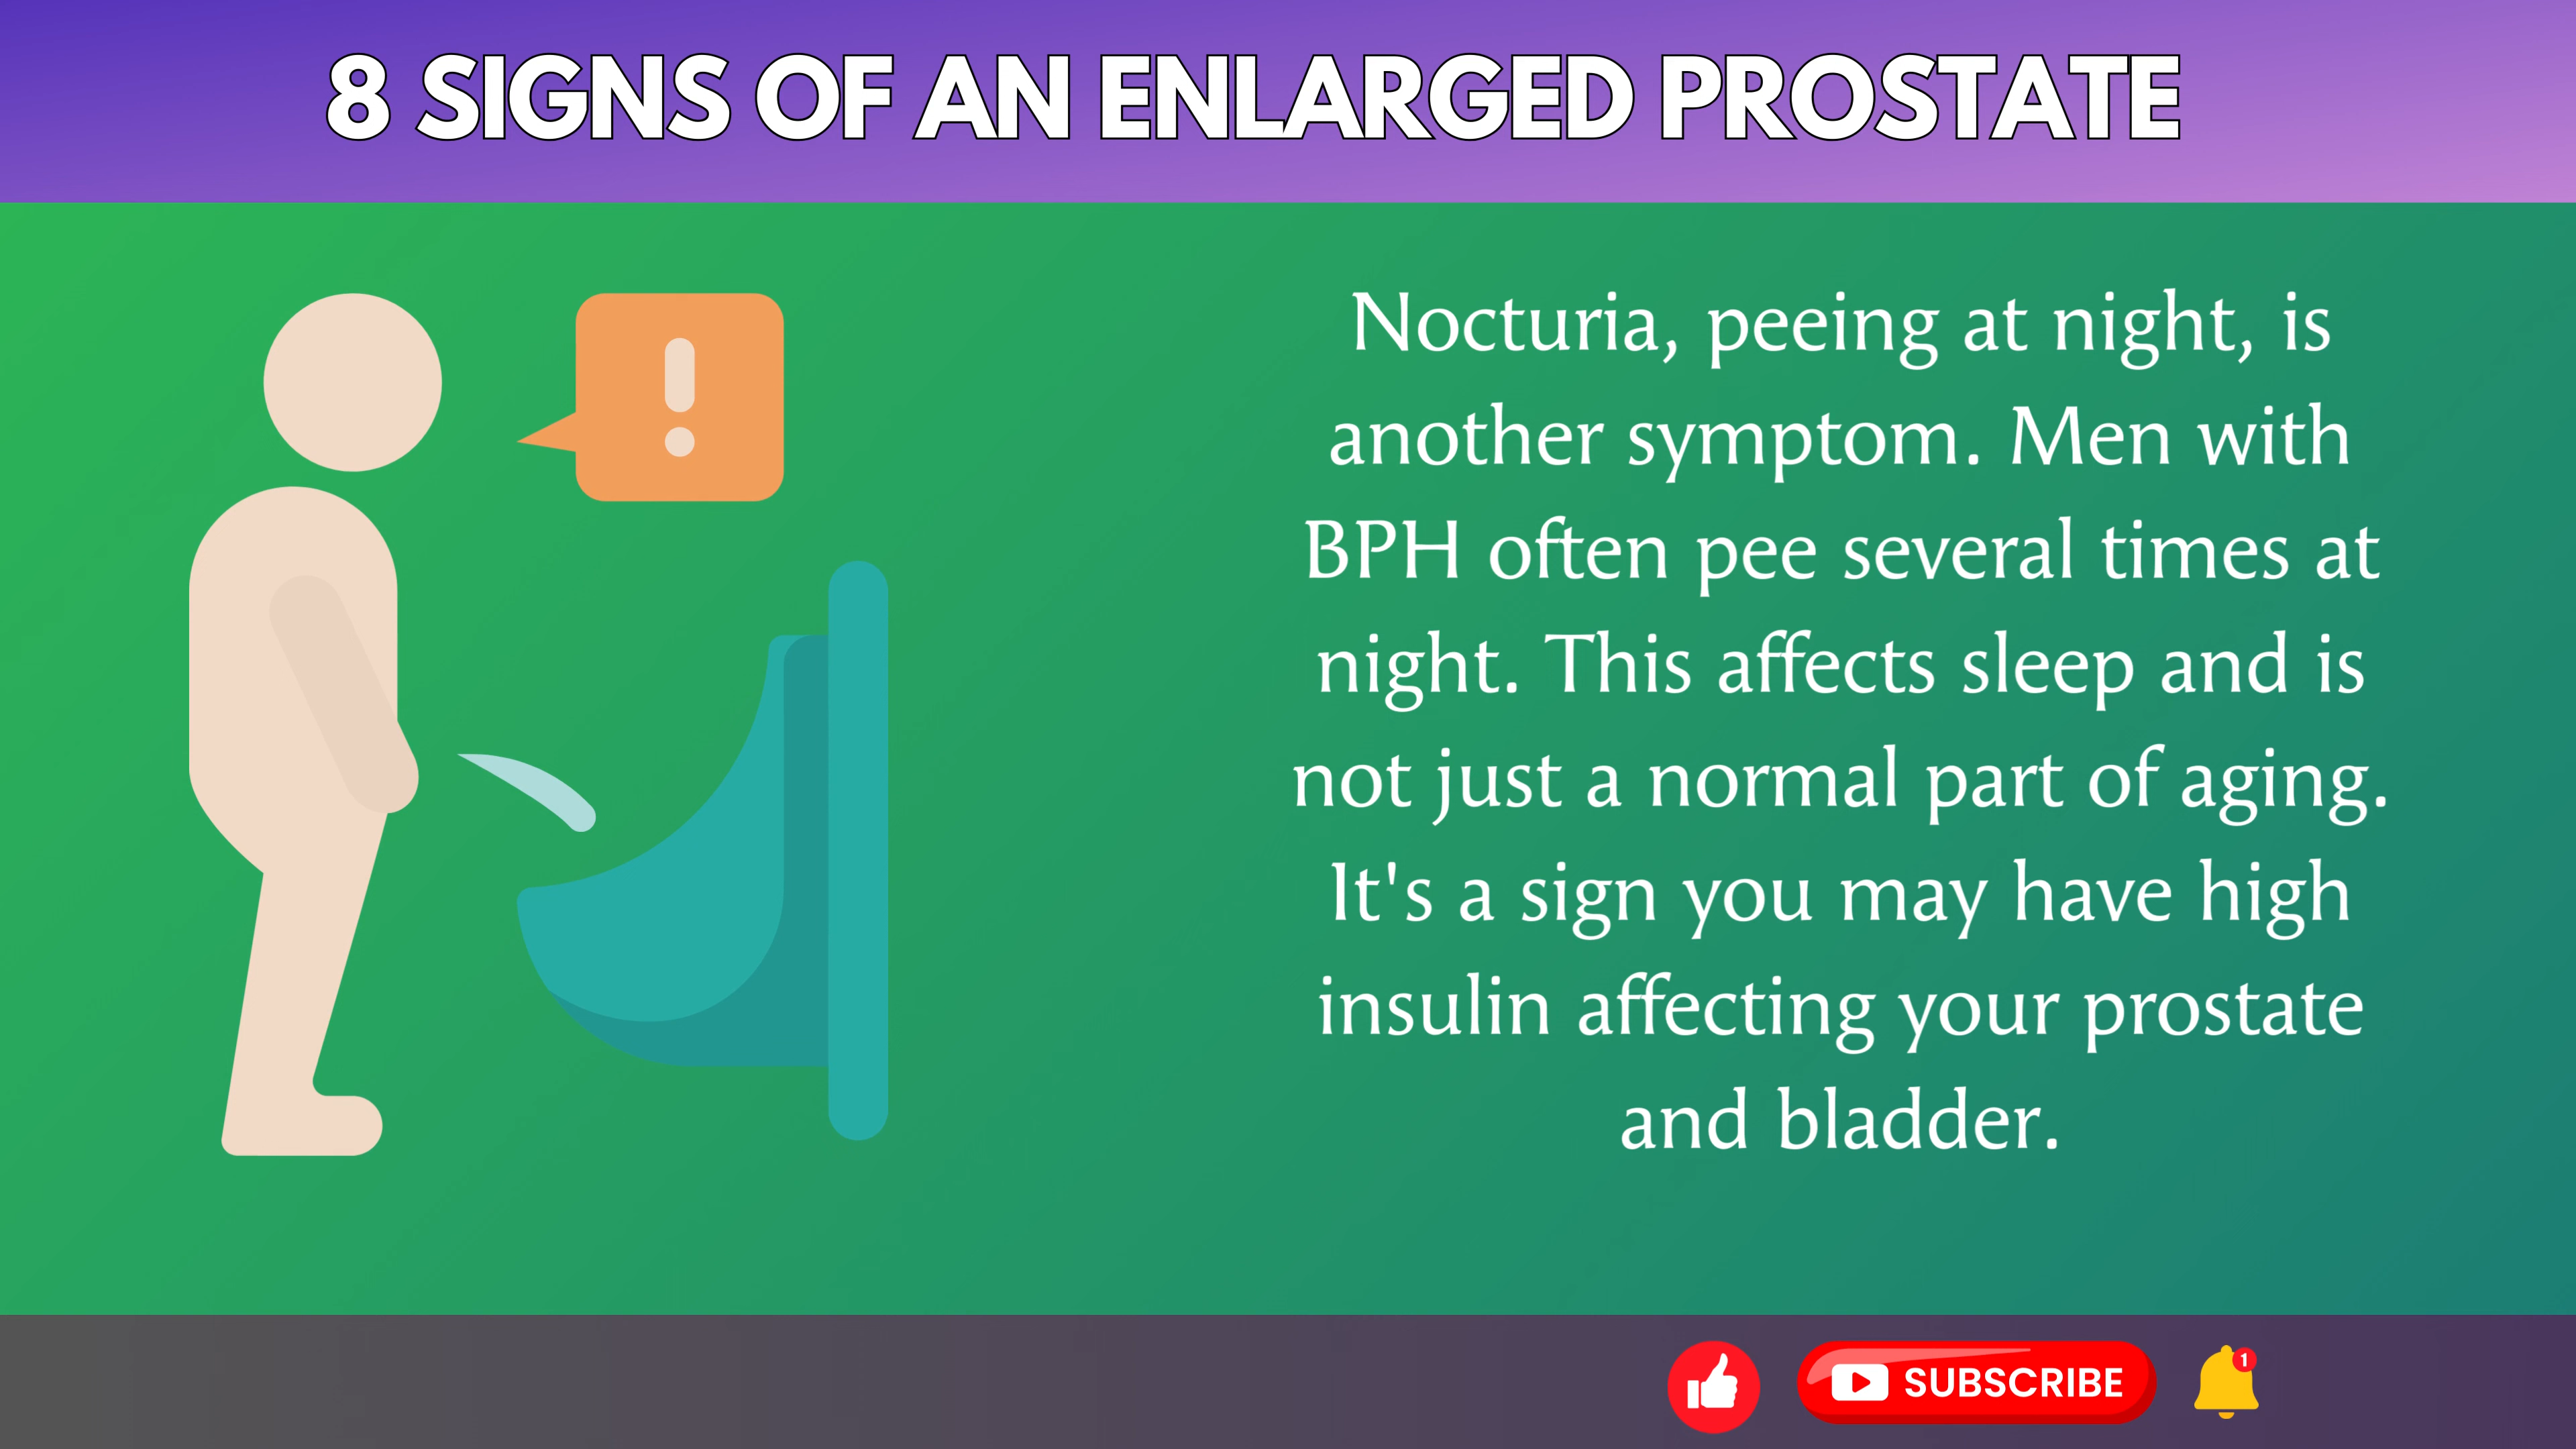 8 SIGNS OF AN ENLARGED PROSTATE
!
Nocturia, peeing at night, is
another symptom. Men with
BPH often pee several times at
night. This affects sleep and is
not just a normal part of aging.
It's a sign you may have high
insulin affecting your prostate
and bladder.
SUBSCRIBE
1